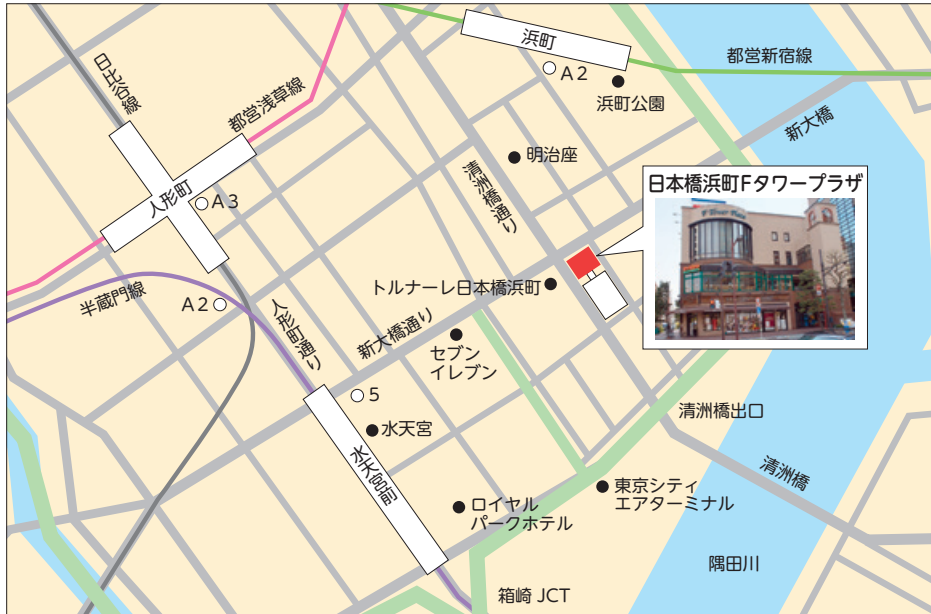 浜町
都営新宿線
A2
浜町公園
日比谷線
都営浅草線
新大橋
明治座
清洲橋通り
日本橋浜町Fタワープラザ
人形町
A3
トルナーレ日本橋浜町
半蔵門線
A2
人形町通り
新大橋通り
セブン
イレブン
5
水天宮
清洲橋出口
水天宮前
清洲橋
東京シティ
エアターミナル
ロイヤル
パークホテル
隅田川
箱崎 JCT